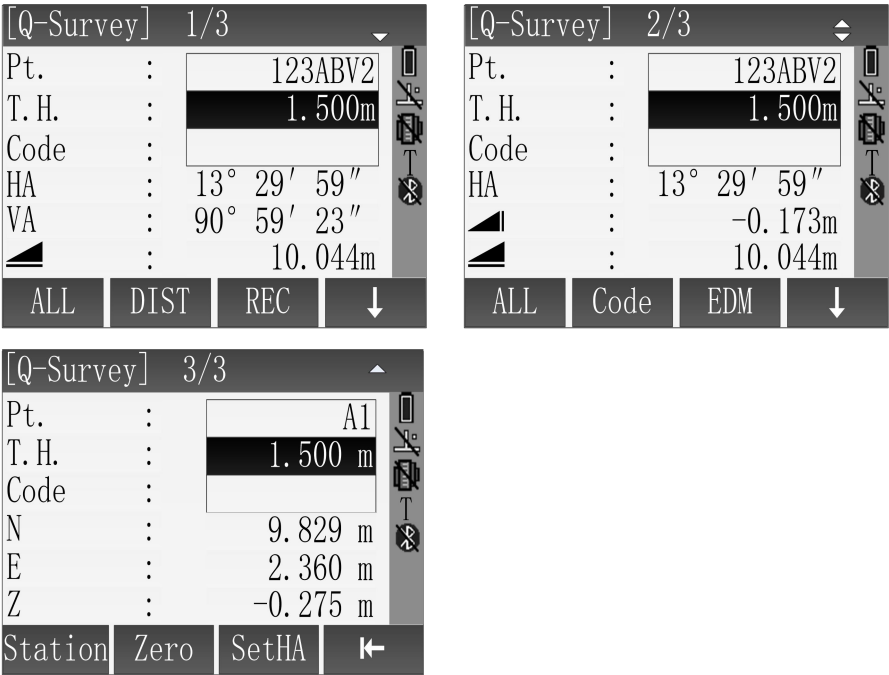 [Q-Survey] 1/3
Pt. : 123ABV2
T.H. : 1.500m
Code :
HA : 13° 29′ 59″
VA : 90° 59′ 23″
: 10.044m
ALL DIST REC ↓
T
[Q-Survey] 2/3
Pt. : 123ABV2
T.H. : 1.500m
Code :
HA : 13° 29′ 59″
: -0.173m
: 10.044m
ALL Code EDM ↓
T
[Q-Survey] 3/3
Pt. : A1
T.H. : 1.500 m
Code :
N : 9.829 m
E : 2.360 m
Z : -0.275 m
Station Zero SetHA
T